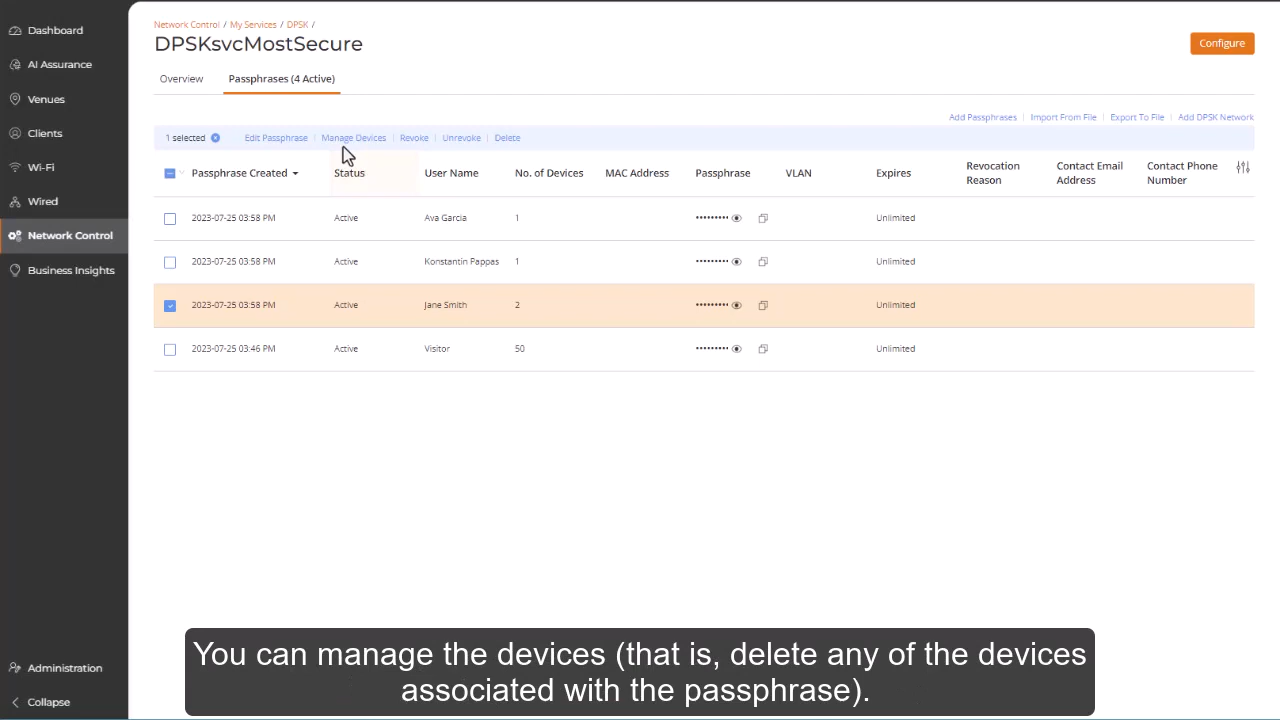 Dashboard
AI Assurance
Venues
Clients
Wi-Fi
Wired
Network Control
Business Insights
Administration
Collapse
Network Control / My Services / DPSK /
DPSKsvcMostSecure
Configure
Overview
Passphrases (4 Active)
Add Passphrases | Import From File | Export To File | Add DPSK Network
1 selected Edit Passphrase | Manage Devices | Revoke | Unrevoke | Delete
Passphrase Created Status User Name No. of Devices MAC Address Passphrase VLAN Expires Revocation Reason Contact Email Address Contact Phone Number
2023-07-25 03:58 PM Active Ava Garcia 1 ••••••••• Unlimited
2023-07-25 03:58 PM Active Konstantin Pappas 1 ••••••••• Unlimited
2023-07-25 03:58 PM Active Jane Smith 2 ••••••••• Unlimited
2023-07-25 03:46 PM Active Visitor 50 ••••••••• Unlimited
You can manage the devices (that is, delete any of the devices
associated with the passphrase).